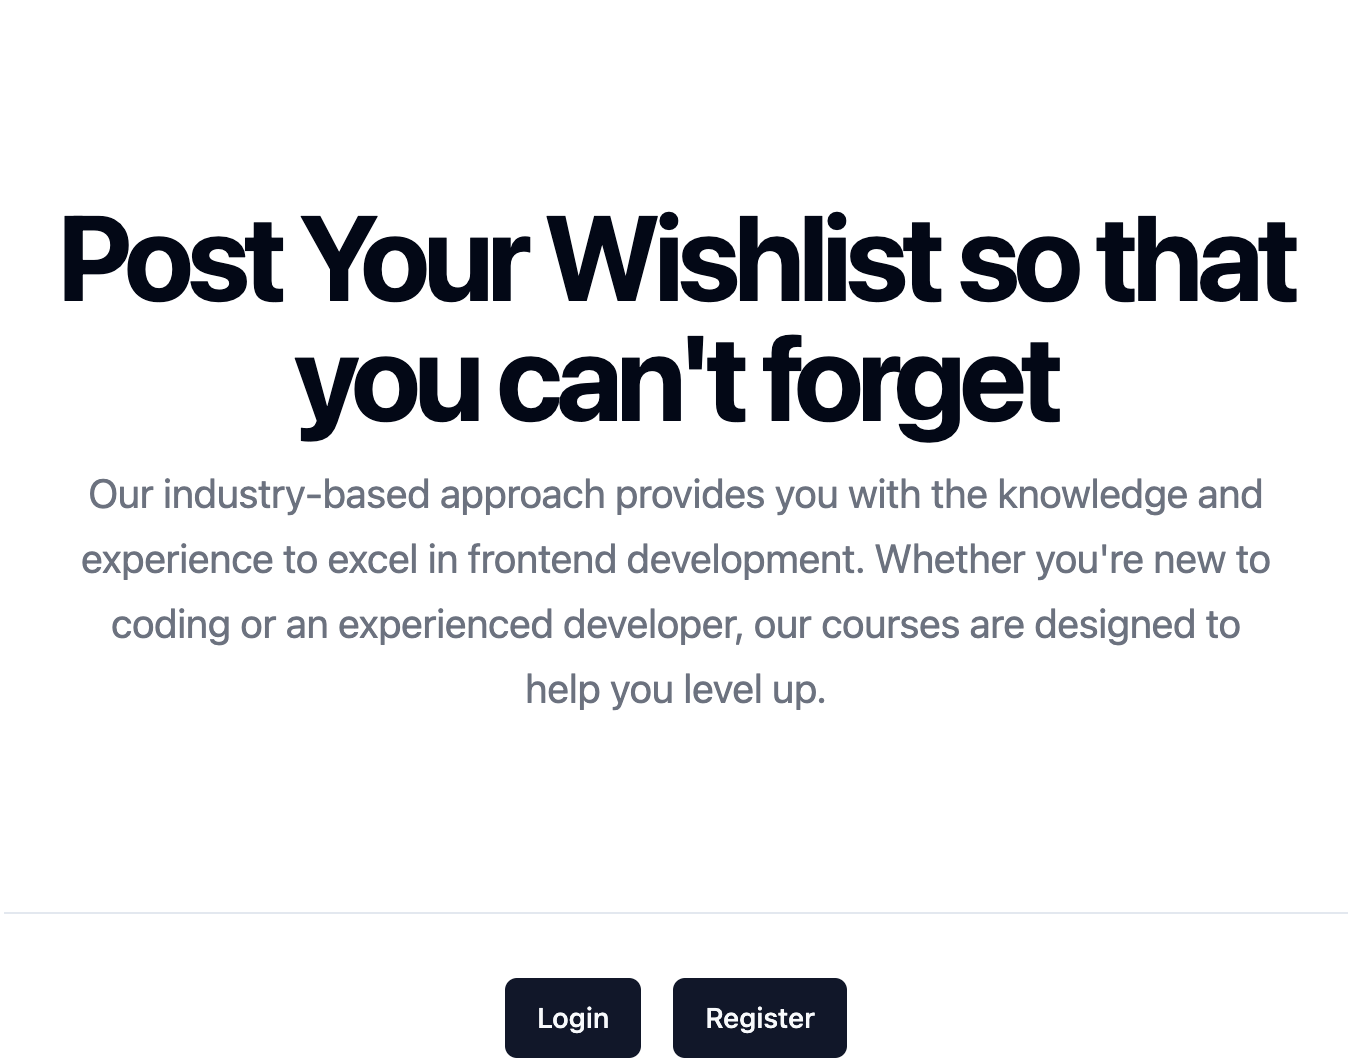 Post Your Wishlist so that
you can't forget
Our industry-based approach provides you with the knowledge and
experience to excel in frontend development. Whether you're new to
coding or an experienced developer, our courses are designed to
help you level up.
Login
Register